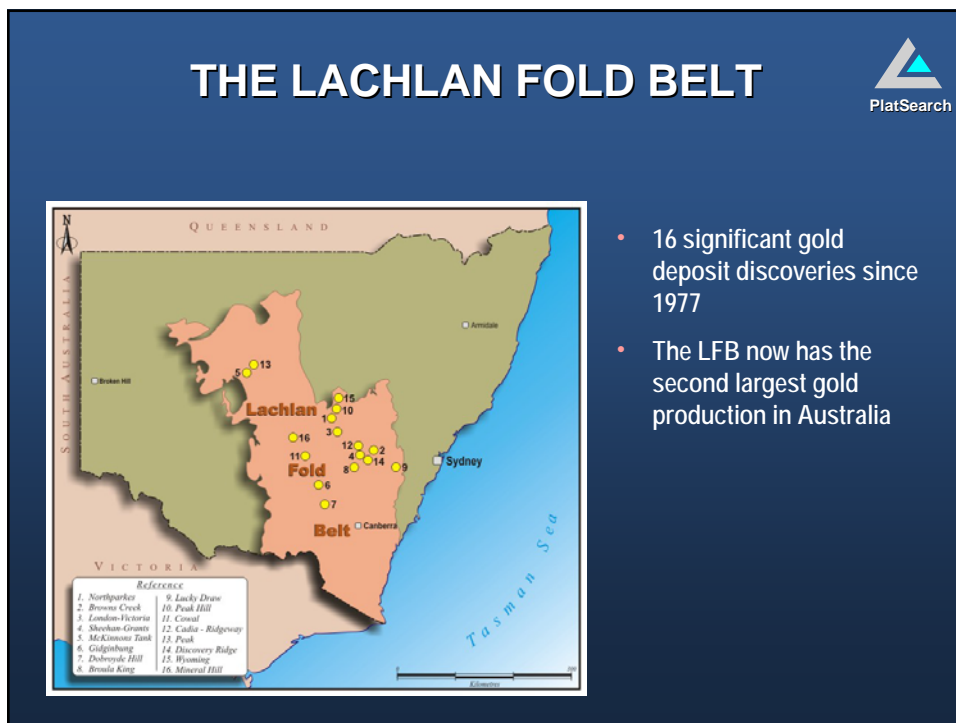 THE LACHLAN FOLD BELT
PlatSearch
N
QUEENSLAND
SOUTH AUSTRALIA
Armidale
Broken Hill
13
5
15
Lachlan
10
1
3
16
12
2
4
11
14
Sydney
Fold
8
9
6
7
Belt
Canberra
VICTORIA
Tasman Sea
Reference
1. Northparkes
2. Browns Creek
3. London-Victoria
4. Sheehan-Grants
5. McKinnons Tank
6. Gidginbung
7. Dobroyde Hill
8. Broula King
9. Lucky Draw
10. Peak Hill
11. Cowal
12. Cadia - Ridgeway
13. Peak
14. Discovery Ridge
15. Wyoming
16. Mineral Hill
0
Kilometres
• 16 significant gold
deposit discoveries since
1977
• The LFB now has the
second largest gold
production in Australia